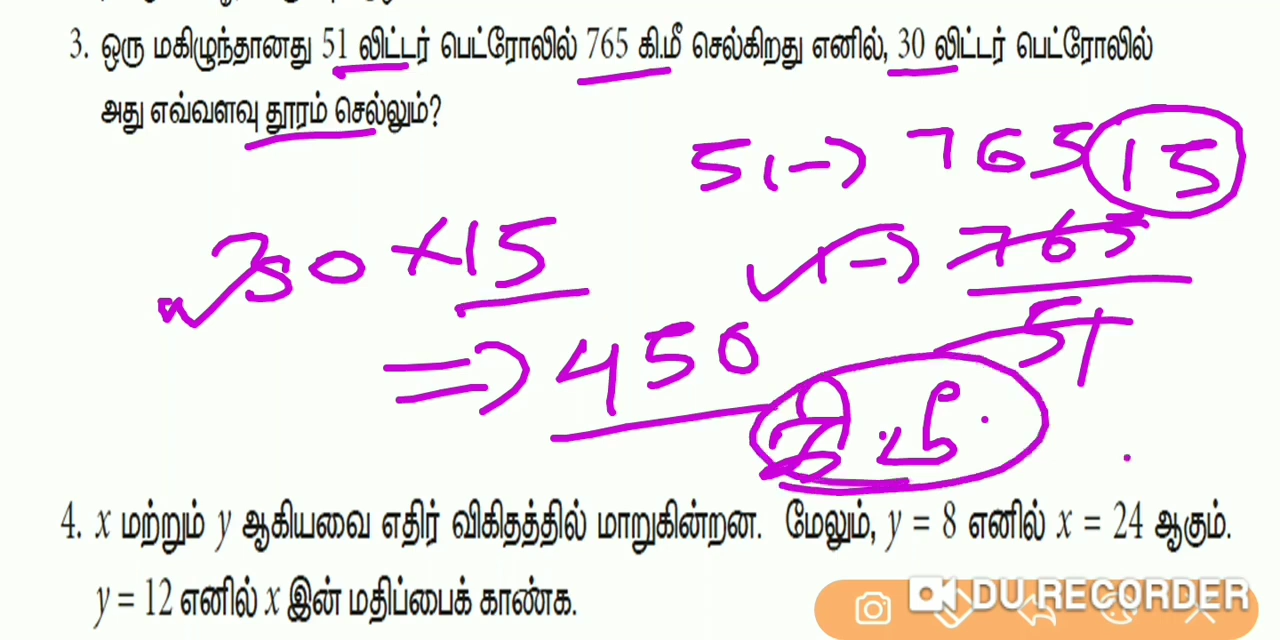 3. ஒரு மகிழுந்தானது 51 லிட்டர் பெட்ரோலில் 765 கி.மீ செல்கிறது எனில், 30 லிட்டர் பெட்ரோலில்
அது எவ்வளவு தூரம் செல்லும்?
51 -> 765 15
30 × 15
1 -> 765
51
=> 450 கி.மீ.
4. x மற்றும் y ஆகியவை எதிர் விகிதத்தில் மாறுகின்றன. மேலும், y = 8 எனில் x = 24 ஆகும்.
y = 12 எனில் x இன் மதிப்பைக் காண்க.
DU RECORDER